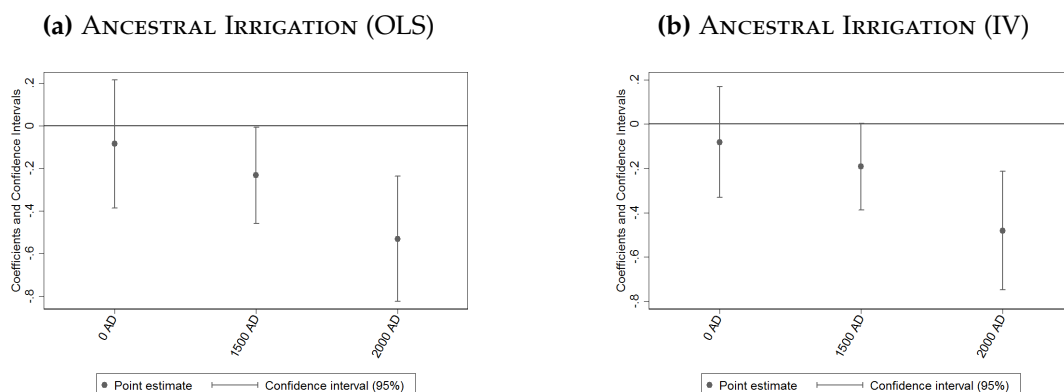 (a) ANCESTRAL IRRIGATION (OLS)
Coefficients and Confidence Intervals
.2
0
-.2
-.4
-.6
-.8
0 AD
1500 AD
2000 AD
Point estimate
Confidence interval (95%)
(b) ANCESTRAL IRRIGATION (IV)
Coefficients and Confidence Intervals
.2
0
-.2
-.4
-.6
-.8
0 AD
1500 AD
2000 AD
Point estimate
Confidence interval (95%)